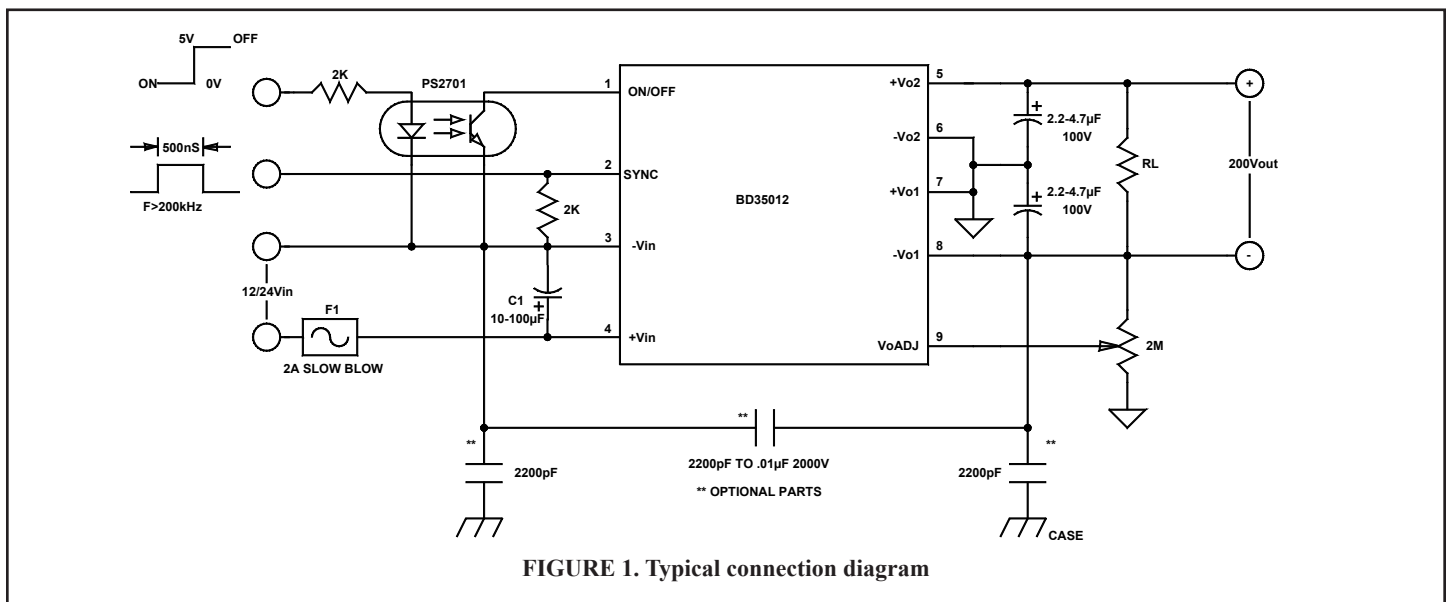 5V OFF
ON 0V
2K
PS2701
500nS
F>200kHz
2K
12/24Vin
F1
2A SLOW BLOW
C1
10-100µF
1
ON/OFF
2
SYNC
3
-Vin
4
+Vin
BD35012
5
+Vo2
6
-Vo2
7
+Vo1
8
-Vo1
9
VoADJ
+
2.2-4.7µF
100V
+
2.2-4.7µF
100V
RL
+
200Vout
-
2M
**
2200pF
**
2200pF TO .01µF 2000V
** OPTIONAL PARTS
**
2200pF
CASE
+
FIGURE 1. Typical connection diagram